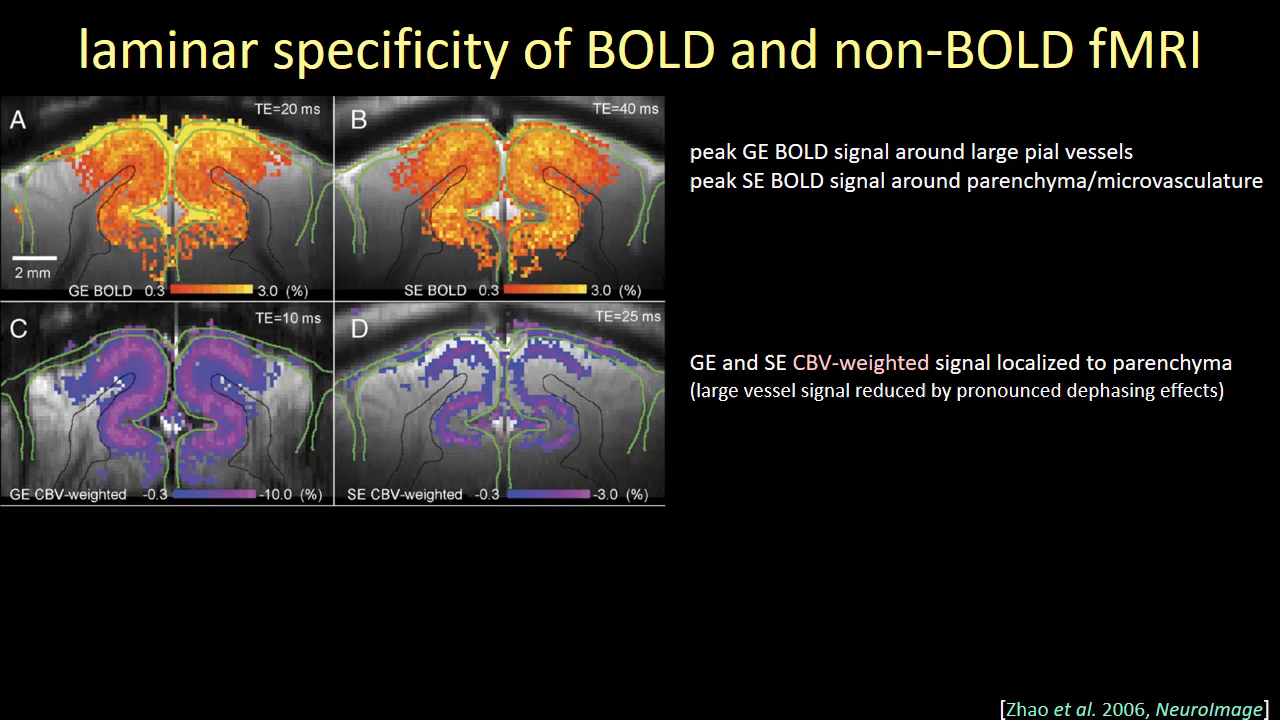 laminar specificity of BOLD and non-BOLD fMRI
A
TE=20 ms
2 mm
GE BOLD 0.3 3.0 (%)
B
TE=40 ms
SE BOLD 0.3 3.0 (%)
peak GE BOLD signal around large pial vessels
peak SE BOLD signal around parenchyma/microvasculature
C
TE=10 ms
GE CBV-weighted -0.3 -10.0 (%)
D
TE=25 ms
SE CBV-weighted -0.3 -3.0 (%)
GE and SE CBV-weighted signal localized to parenchyma
(large vessel signal reduced by pronounced dephasing effects)
[Zhao et al. 2006, NeuroImage]